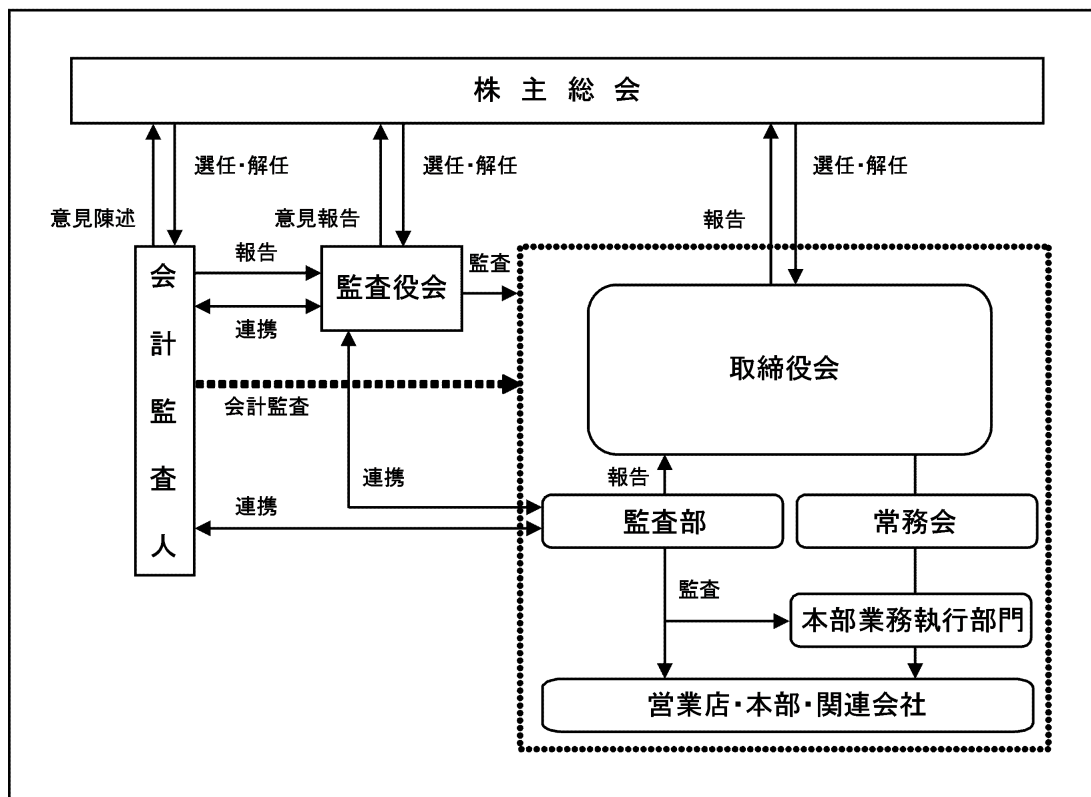 株主総会
選任・解任
選任・解任
選任・解任
意見陳述
意見報告
報告
会計監査人
報告
監査役会
監査
連携
取締役会
会計監査
連携
報告
連携
監査部
常務会
監査
本部業務執行部門
営業店・本部・関連会社